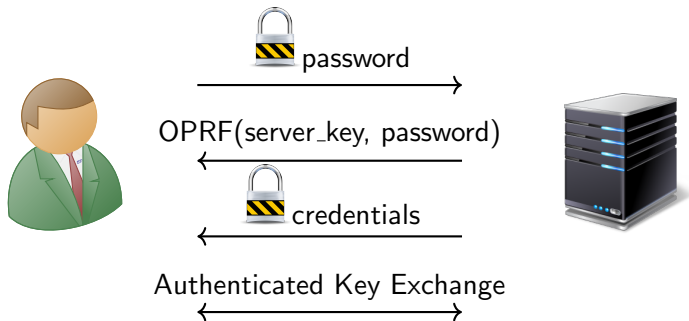 password
OPRF(server_key, password)
credentials
Authenticated Key Exchange